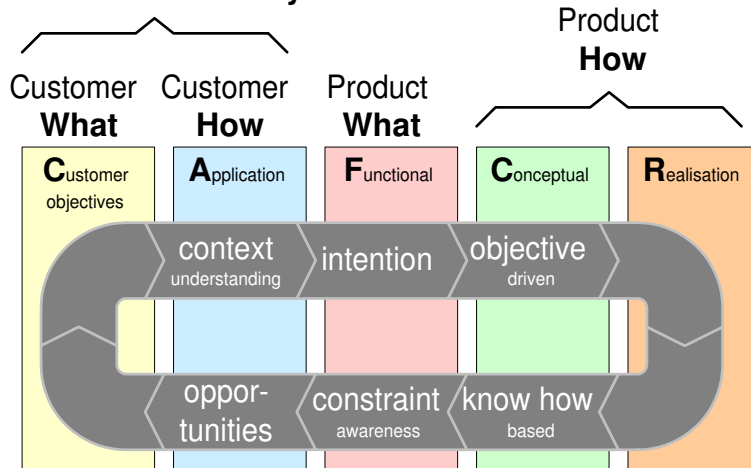 Product
How
Customer Customer Product
What How What
Customer Application Functional Conceptual Realisation
objectives
context intention objective
understanding driven
oppor- constraint know how
tunities awareness based